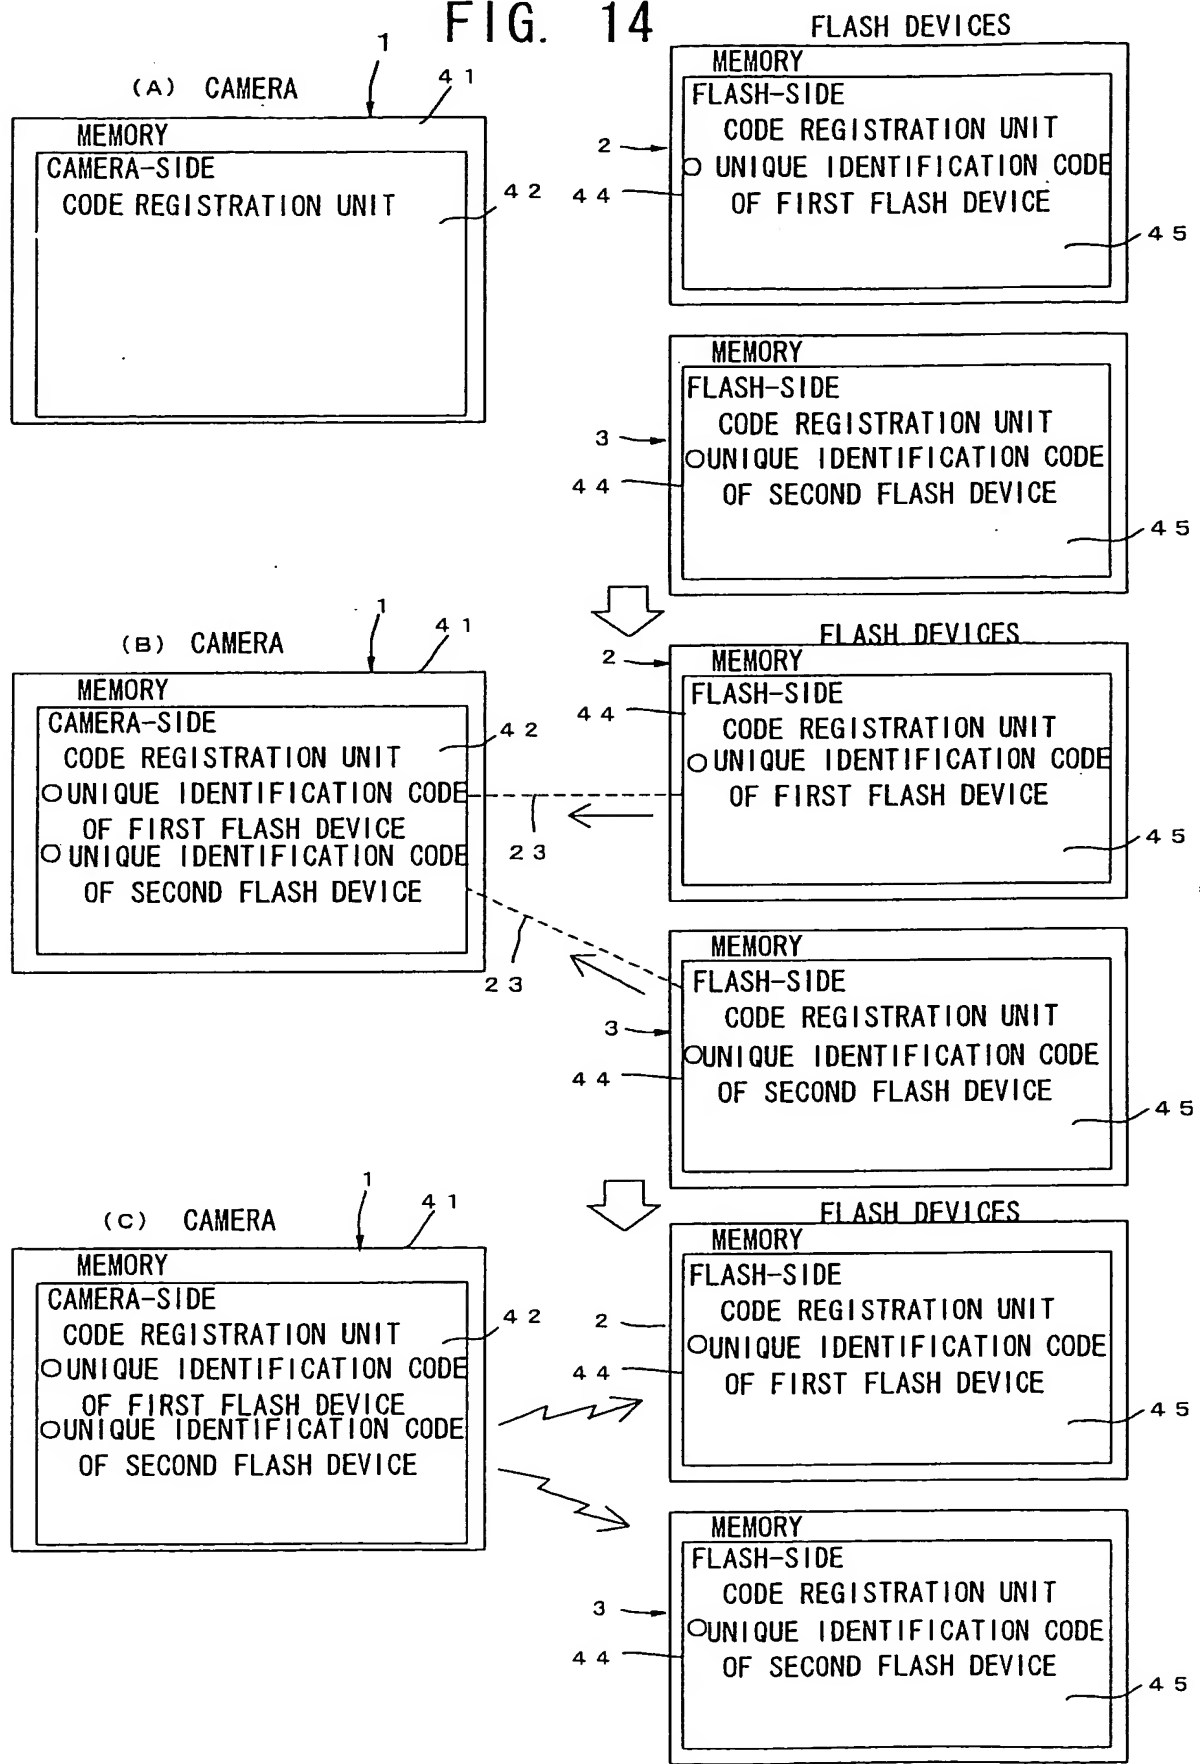 FIG. 14
1
(A) CAMERA
41
MEMORY
CAMERA-SIDE
CODE REGISTRATION UNIT
42
FLASH DEVICES
MEMORY
FLASH-SIDE
CODE REGISTRATION UNIT
2
○ UNIQUE IDENTIFICATION CODE
44
OF FIRST FLASH DEVICE
45
MEMORY
FLASH-SIDE
CODE REGISTRATION UNIT
3
○UNIQUE IDENTIFICATION CODE
44
OF SECOND FLASH DEVICE
45
1
(B) CAMERA
41
MEMORY
CAMERA-SIDE
42
CODE REGISTRATION UNIT
○UNIQUE IDENTIFICATION CODE
OF FIRST FLASH DEVICE
○UNIQUE IDENTIFICATION CODE
OF SECOND FLASH DEVICE
23
23
FLASH DEVICES
2
MEMORY
FLASH-SIDE
44
CODE REGISTRATION UNIT
○UNIQUE IDENTIFICATION CODE
OF FIRST FLASH DEVICE
45
MEMORY
FLASH-SIDE
CODE REGISTRATION UNIT
3
○UNIQUE IDENTIFICATION CODE
44
OF SECOND FLASH DEVICE
45
1
(C) CAMERA
41
MEMORY
CAMERA-SIDE
42
CODE REGISTRATION UNIT
○UNIQUE IDENTIFICATION CODE
OF FIRST FLASH DEVICE
○UNIQUE IDENTIFICATION CODE
OF SECOND FLASH DEVICE
FLASH DEVICES
MEMORY
FLASH-SIDE
CODE REGISTRATION UNIT
2
○UNIQUE IDENTIFICATION CODE
44
OF FIRST FLASH DEVICE
45
MEMORY
FLASH-SIDE
CODE REGISTRATION UNIT
3
○UNIQUE IDENTIFICATION CODE
44
OF SECOND FLASH DEVICE
45